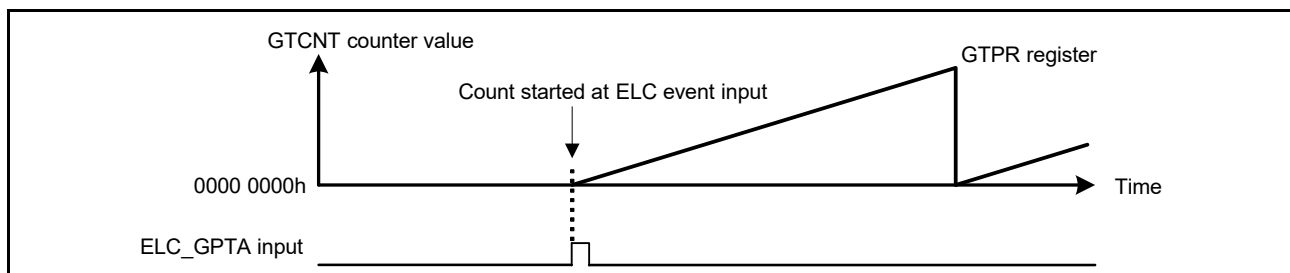 GTCNT counter value
GTPR register
Count started at ELC event input
0000 0000h
Time
ELC_GPTA input